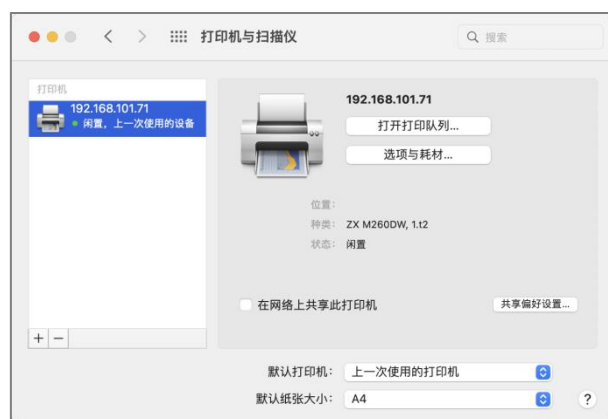 打印机与扫描仪
搜索
打印机
192.168.101.71
闲置，上一次使用的设备
192.168.101.71
打开打印队列...
选项与耗材...
位置：
种类： ZX M260DW, 1.t2
状态： 闲置
在网络上共享此打印机
共享偏好设置...
+ −
默认打印机： 上一次使用的打印机
默认纸张大小： A4
?